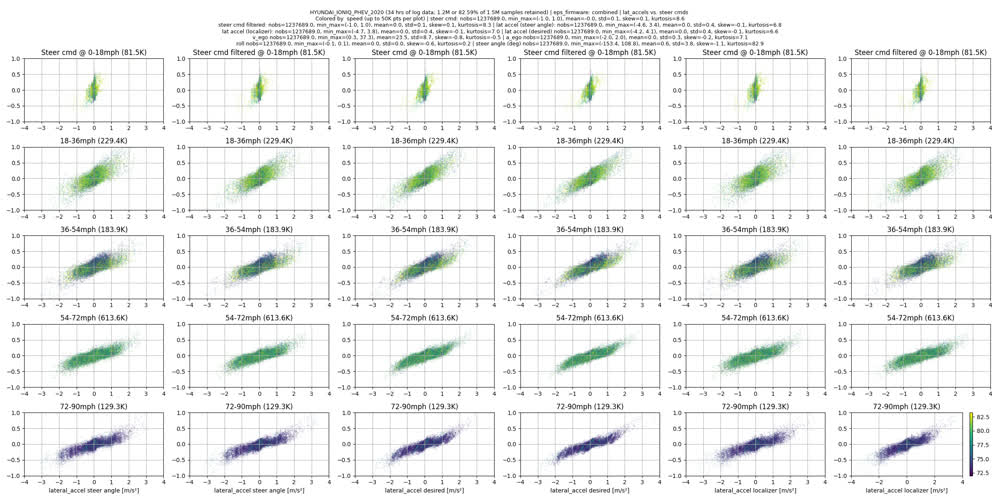 HYUNDAI_IONIQ_PHEV_2020 (34 hrs of log data; 1.2M or 82.59% of 1.5M samples retained) | eps_firmware: combined | lat_accels vs. steer cmds
Colored by speed (up to 50K pts per plot) | steer cmd: nobs=1237689.0, min_max=(-1.0, 1.0), mean=-0.0, std=0.1, skew=0.1, kurtosis=8.6
steer cmd filtered: nobs=1237689.0, min_max=(-1.0, 1.0), mean=0.0, std=0.1, skew=0.1, kurtosis=8.3 | lat accel (steer angle): nobs=1237689.0, min_max=(-4.6, 3.4), mean=0.0, std=0.4, skew=-0.1, kurtosis=6.8
lat accel (localizer): nobs=1237689.0, min_max=(-4.7, 3.8), mean=0.0, std=0.4, skew=-0.1, kurtosis=7.0 | lat accel (desired): nobs=1237689.0, min_max=(-4.2, 4.1), mean=0.0, std=0.4, skew=-0.1, kurtosis=6.6
v_ego nobs=1237689.0, min_max=(0.3, 37.3), mean=23.5, std=8.7, skew=-0.8, kurtosis=-0.5 | a_ego nobs=1237689.0, min_max=(-2.0, 2.0), mean=0.0, std=0.3, skew=-0.2, kurtosis=7.1
roll nobs=1237689.0, min_max=(-0.1, 0.1), mean=0.0, std=0.0, skew=-0.6, kurtosis=0.2 | steer angle (deg) nobs=1237689.0, min_max=(-153.4, 108.8), mean=0.6, std=3.8, skew=-1.1, kurtosis=82.9
Steer cmd @ 0-18mph (81.5K)
Steer cmd filtered @ 0-18mph (81.5K)
Steer cmd @ 0-18mph (81.5K)
Steer cmd filtered @ 0-18mph (81.5K)
Steer cmd @ 0-18mph (81.5K)
Steer cmd filtered @ 0-18mph (81.5K)
18-36mph (229.4K)
18-36mph (229.4K)
18-36mph (229.4K)
18-36mph (229.4K)
18-36mph (229.4K)
18-36mph (229.4K)
36-54mph (183.9K)
36-54mph (183.9K)
36-54mph (183.9K)
36-54mph (183.9K)
36-54mph (183.9K)
36-54mph (183.9K)
54-72mph (613.6K)
54-72mph (613.6K)
54-72mph (613.6K)
54-72mph (613.6K)
54-72mph (613.6K)
54-72mph (613.6K)
72-90mph (129.3K)
72-90mph (129.3K)
72-90mph (129.3K)
72-90mph (129.3K)
72-90mph (129.3K)
72-90mph (129.3K)
82.5
80.0
77.5
75.0
72.5
lateral_accel steer angle [m/s²]
lateral_accel steer angle [m/s²]
lateral_accel desired [m/s²]
lateral_accel desired [m/s²]
lateral_accel localizer [m/s²]
lateral_accel localizer [m/s²]